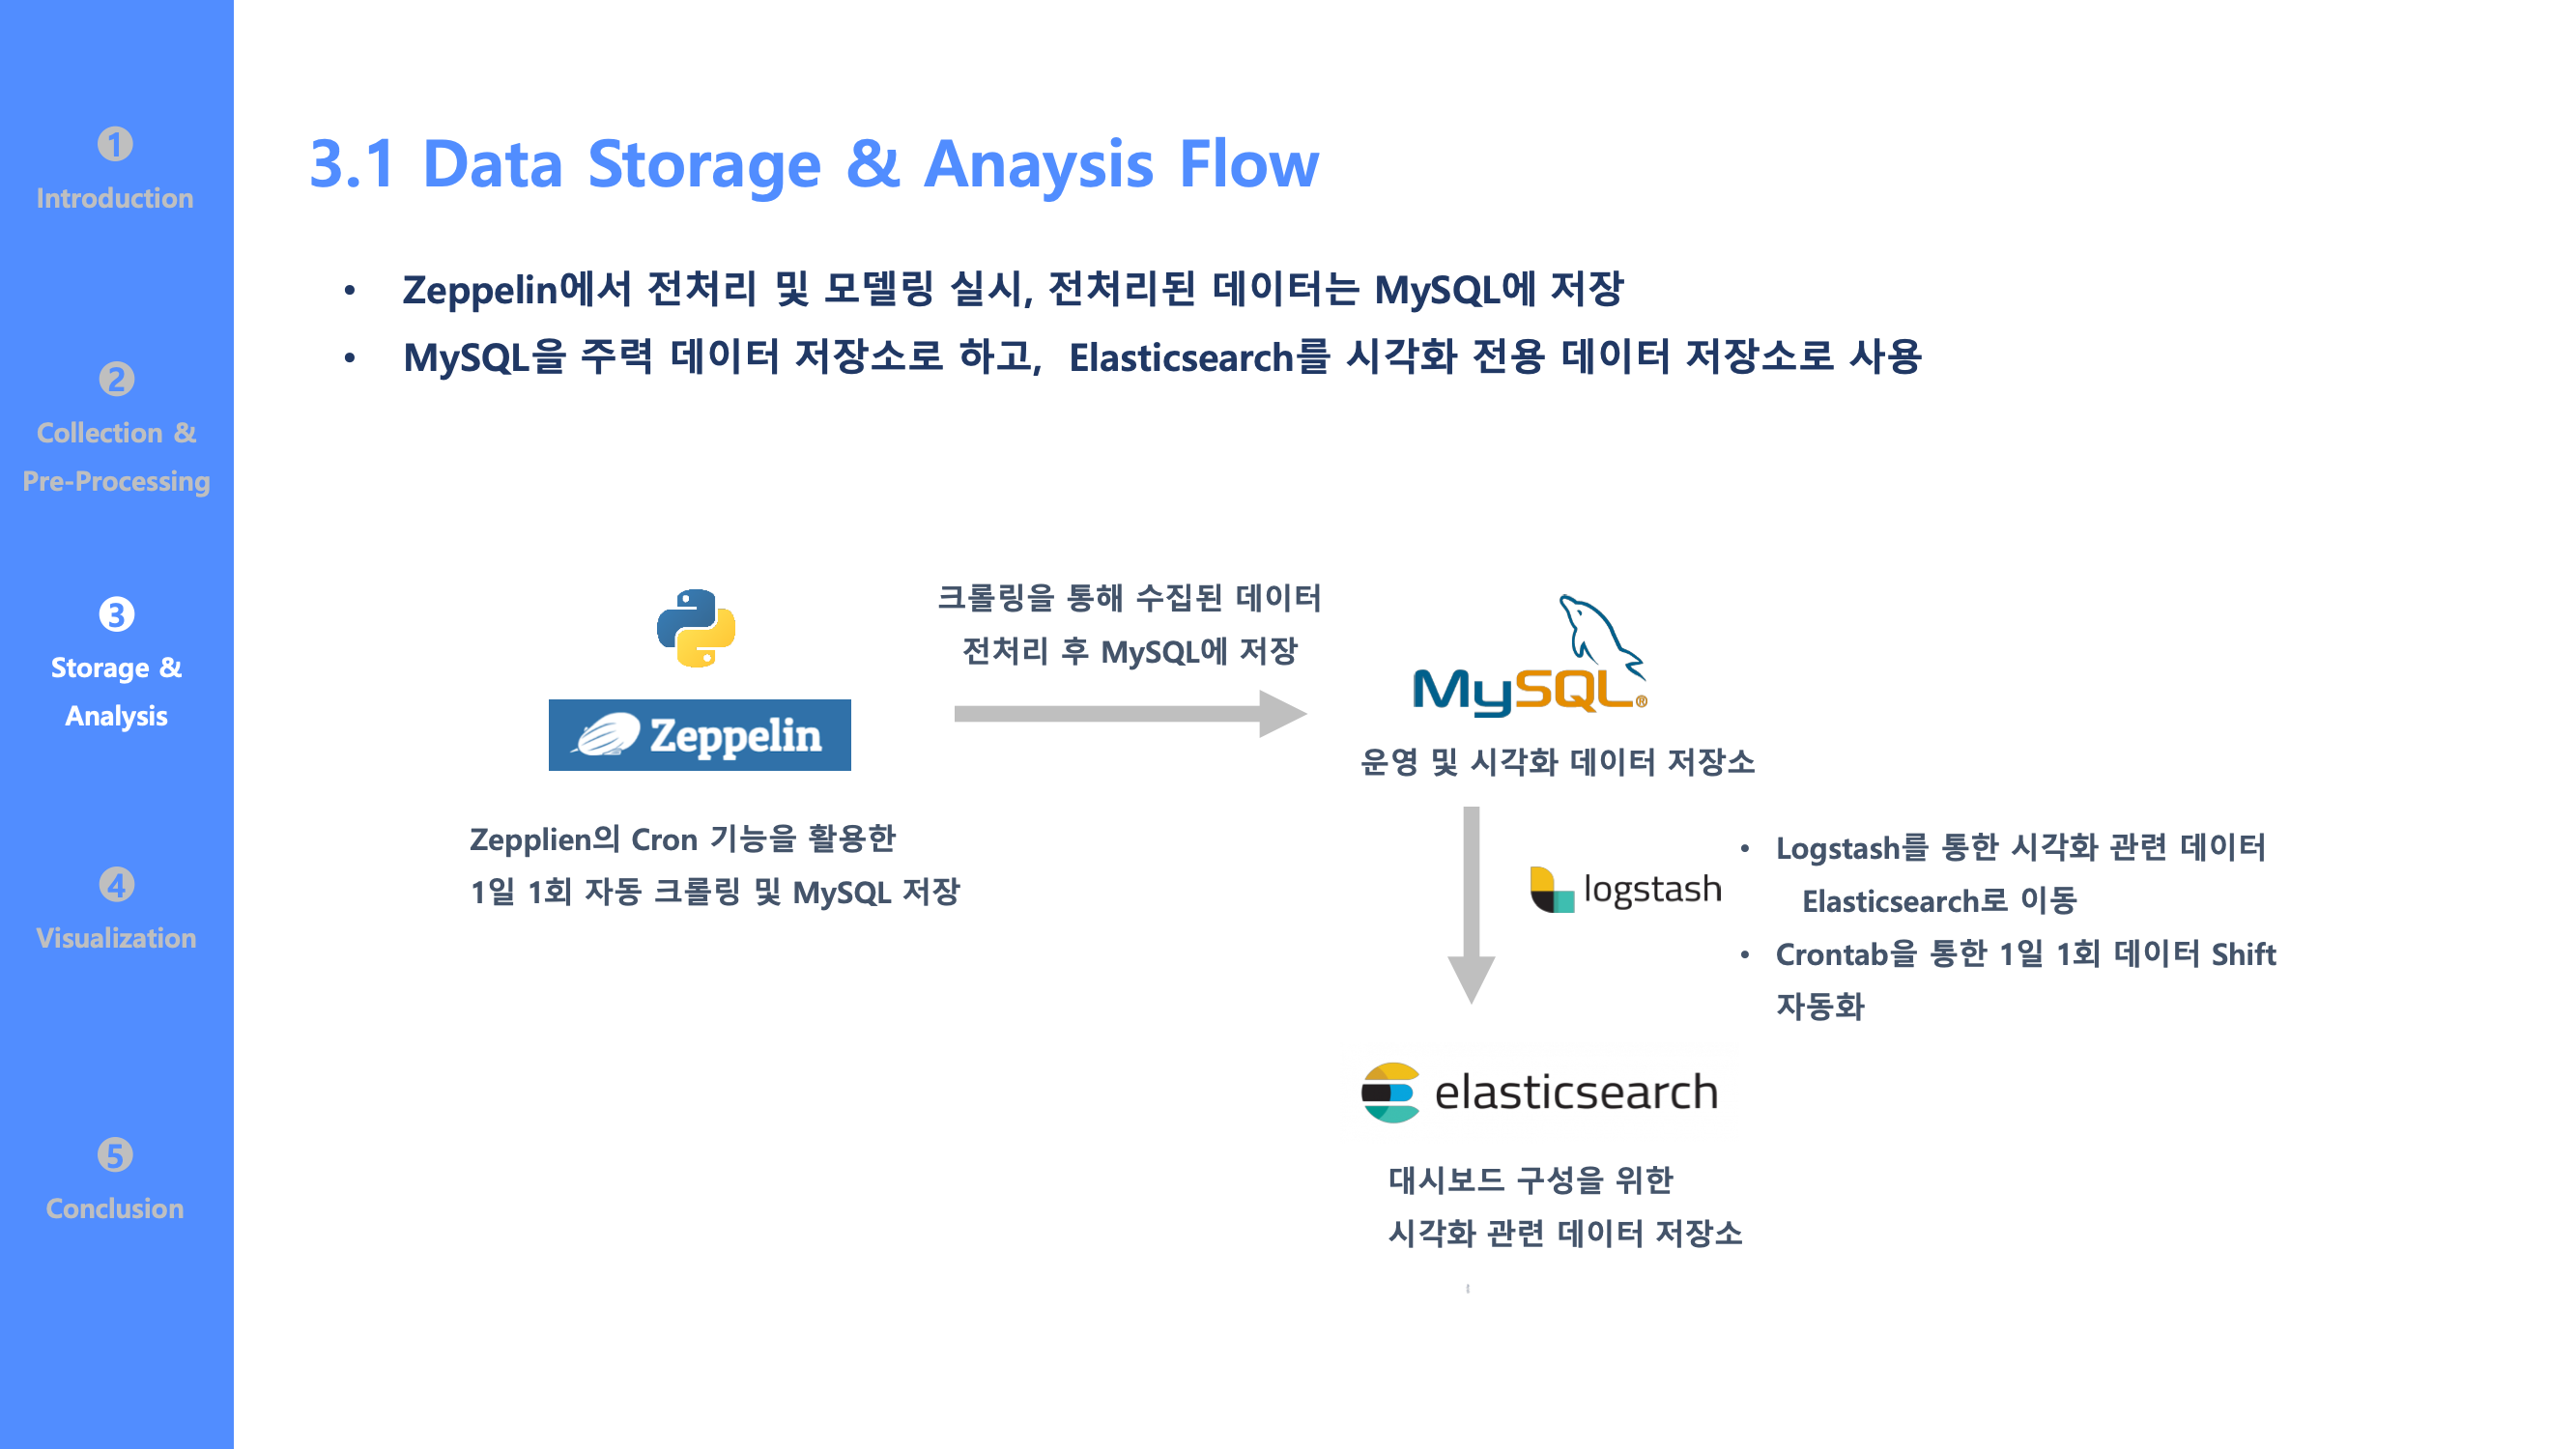 ❶
Introduction
❷
Collection &
Pre-Processing
❸
Storage &
Analysis
❹
Visualization
❺
Conclusion
3.1 Data Storage & Anaysis Flow
• Zeppelin에서 전처리 및 모델링 실시, 전처리된 데이터는 MySQL에 저장
• MySQL을 주력 데이터 저장소로 하고, Elasticsearch를 시각화 전용 데이터 저장소로 사용
Zeppelin
Zepplien의 Cron 기능을 활용한
1일 1회 자동 크롤링 및 MySQL 저장
크롤링을 통해 수집된 데이터
전처리 후 MySQL에 저장
MySQL®
운영 및 시각화 데이터 저장소
logstash
• Logstash를 통한 시각화 관련 데이터
Elasticsearch로 이동
• Crontab을 통한 1일 1회 데이터 Shift
자동화
elasticsearch
대시보드 구성을 위한
시각화 관련 데이터 저장소